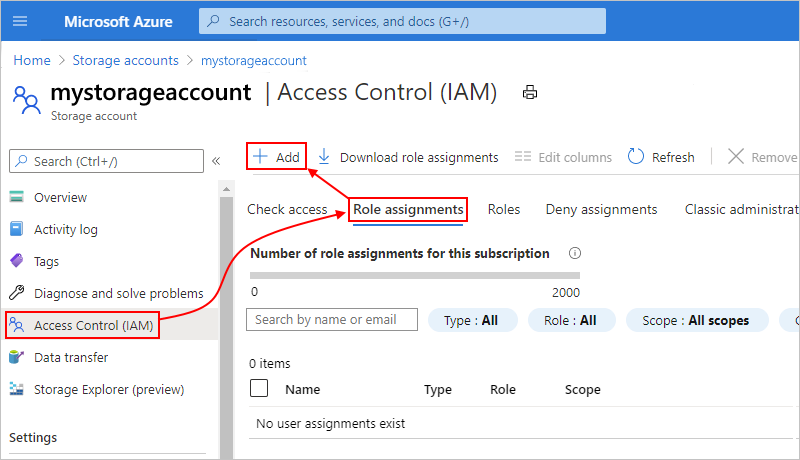 Microsoft Azure
Search resources, services, and docs (G+/)
Home > Storage accounts > mystorageaccount
mystorageaccount | Access Control (IAM)
Storage account
Search (Ctrl+/) «
+ Add Download role assignments Edit columns Refresh Remove
Overview
Activity log
Tags
Diagnose and solve problems
Access Control (IAM)
Data transfer
Storage Explorer (preview)
Settings
Check access Role assignments Roles Deny assignments Classic administrat
Number of role assignments for this subscription
0 2000
Search by name or email Type : All Role : All Scope : All scopes
0 items
Name Type Role Scope
No user assignments exist